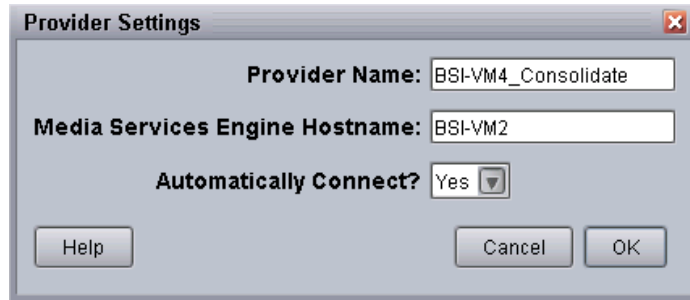 Provider Settings
Provider Name: BSI-VM4_Consolidate
Media Services Engine Hostname: BSI-VM2
Automatically Connect? Yes
Help Cancel OK